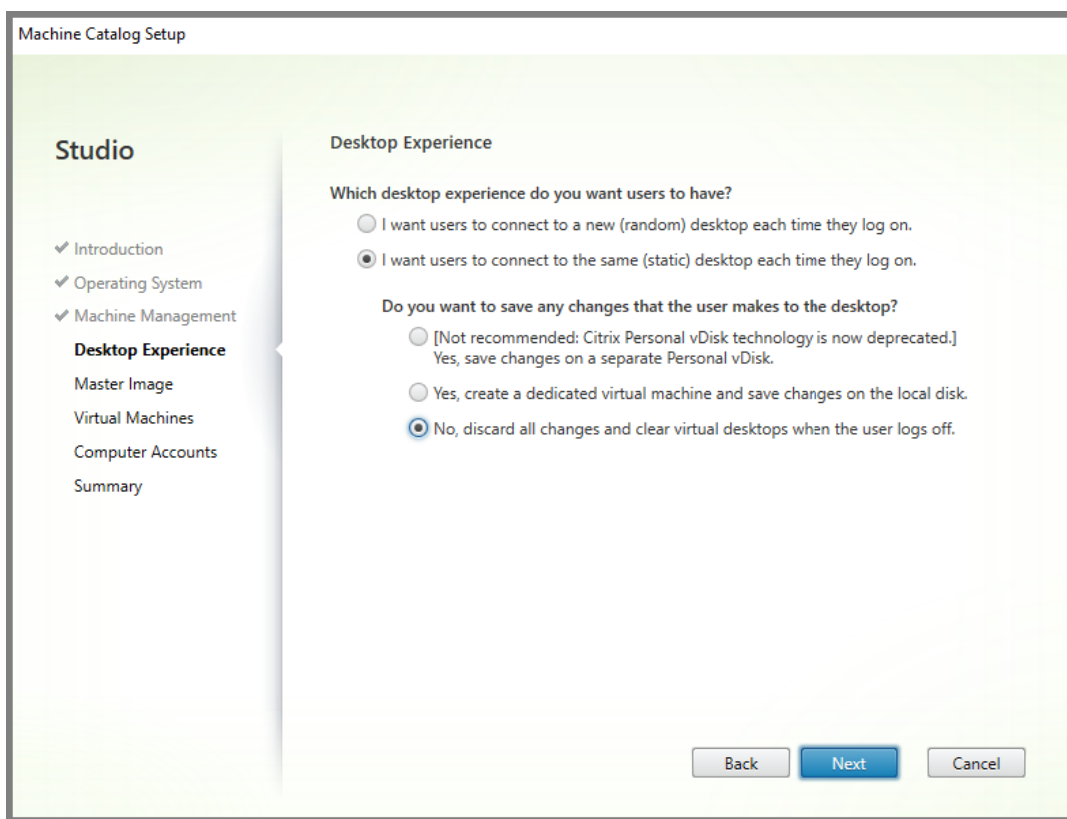 Machine Catalog Setup
Studio
Introduction
Operating System
Machine Management
Desktop Experience
Master Image
Virtual Machines
Computer Accounts
Summary
Desktop Experience
Which desktop experience do you want users to have?
I want users to connect to a new (random) desktop each time they log on.
I want users to connect to the same (static) desktop each time they log on.
Do you want to save any changes that the user makes to the desktop?
[Not recommended: Citrix Personal vDisk technology is now deprecated.]
Yes, save changes on a separate Personal vDisk.
Yes, create a dedicated virtual machine and save changes on the local disk.
No, discard all changes and clear virtual desktops when the user logs off.
Back
Next
Cancel